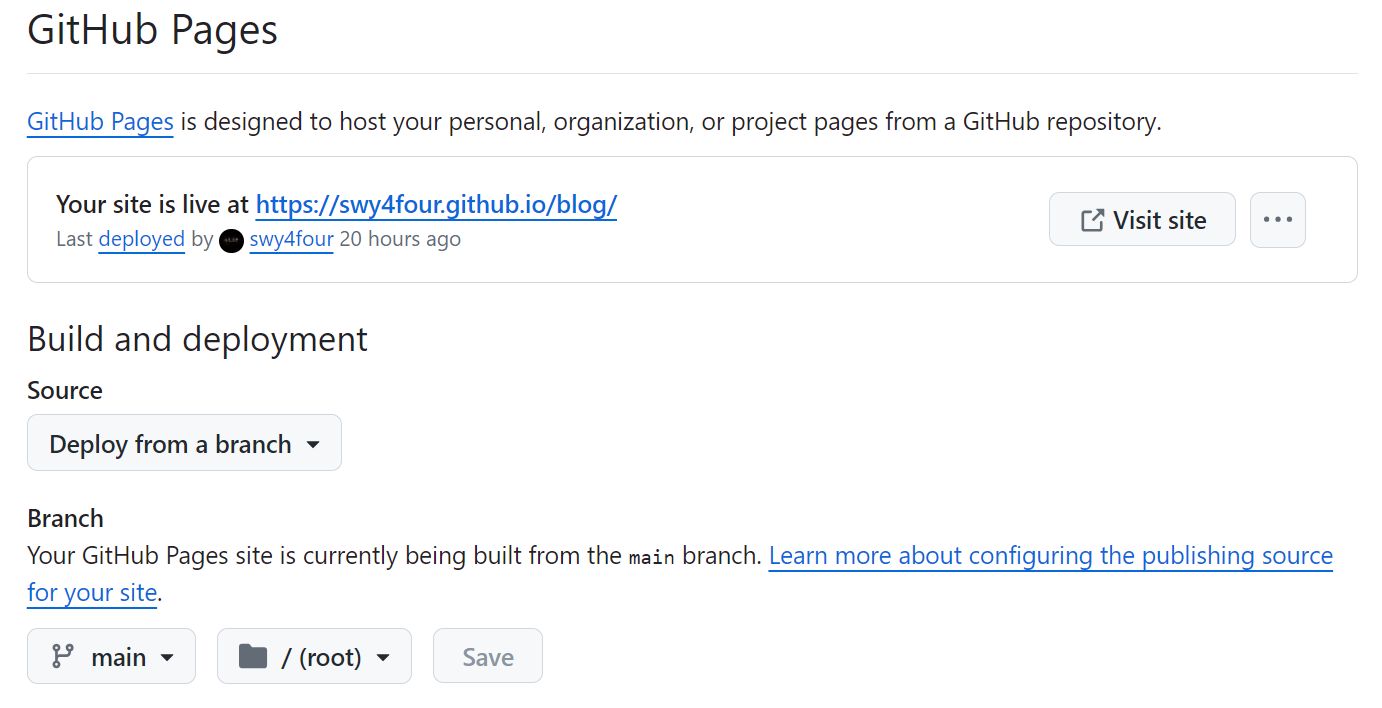 GitHub Pages
GitHub Pages is designed to host your personal, organization, or project pages from a GitHub repository.
Your site is live at https://swy4four.github.io/blog/
Last deployed by swy4four 20 hours ago
Visit site
Build and deployment
Source
Deploy from a branch
Branch
Your GitHub Pages site is currently being built from the main branch. Learn more about configuring the publishing source
for your site.
main
/ (root)
Save